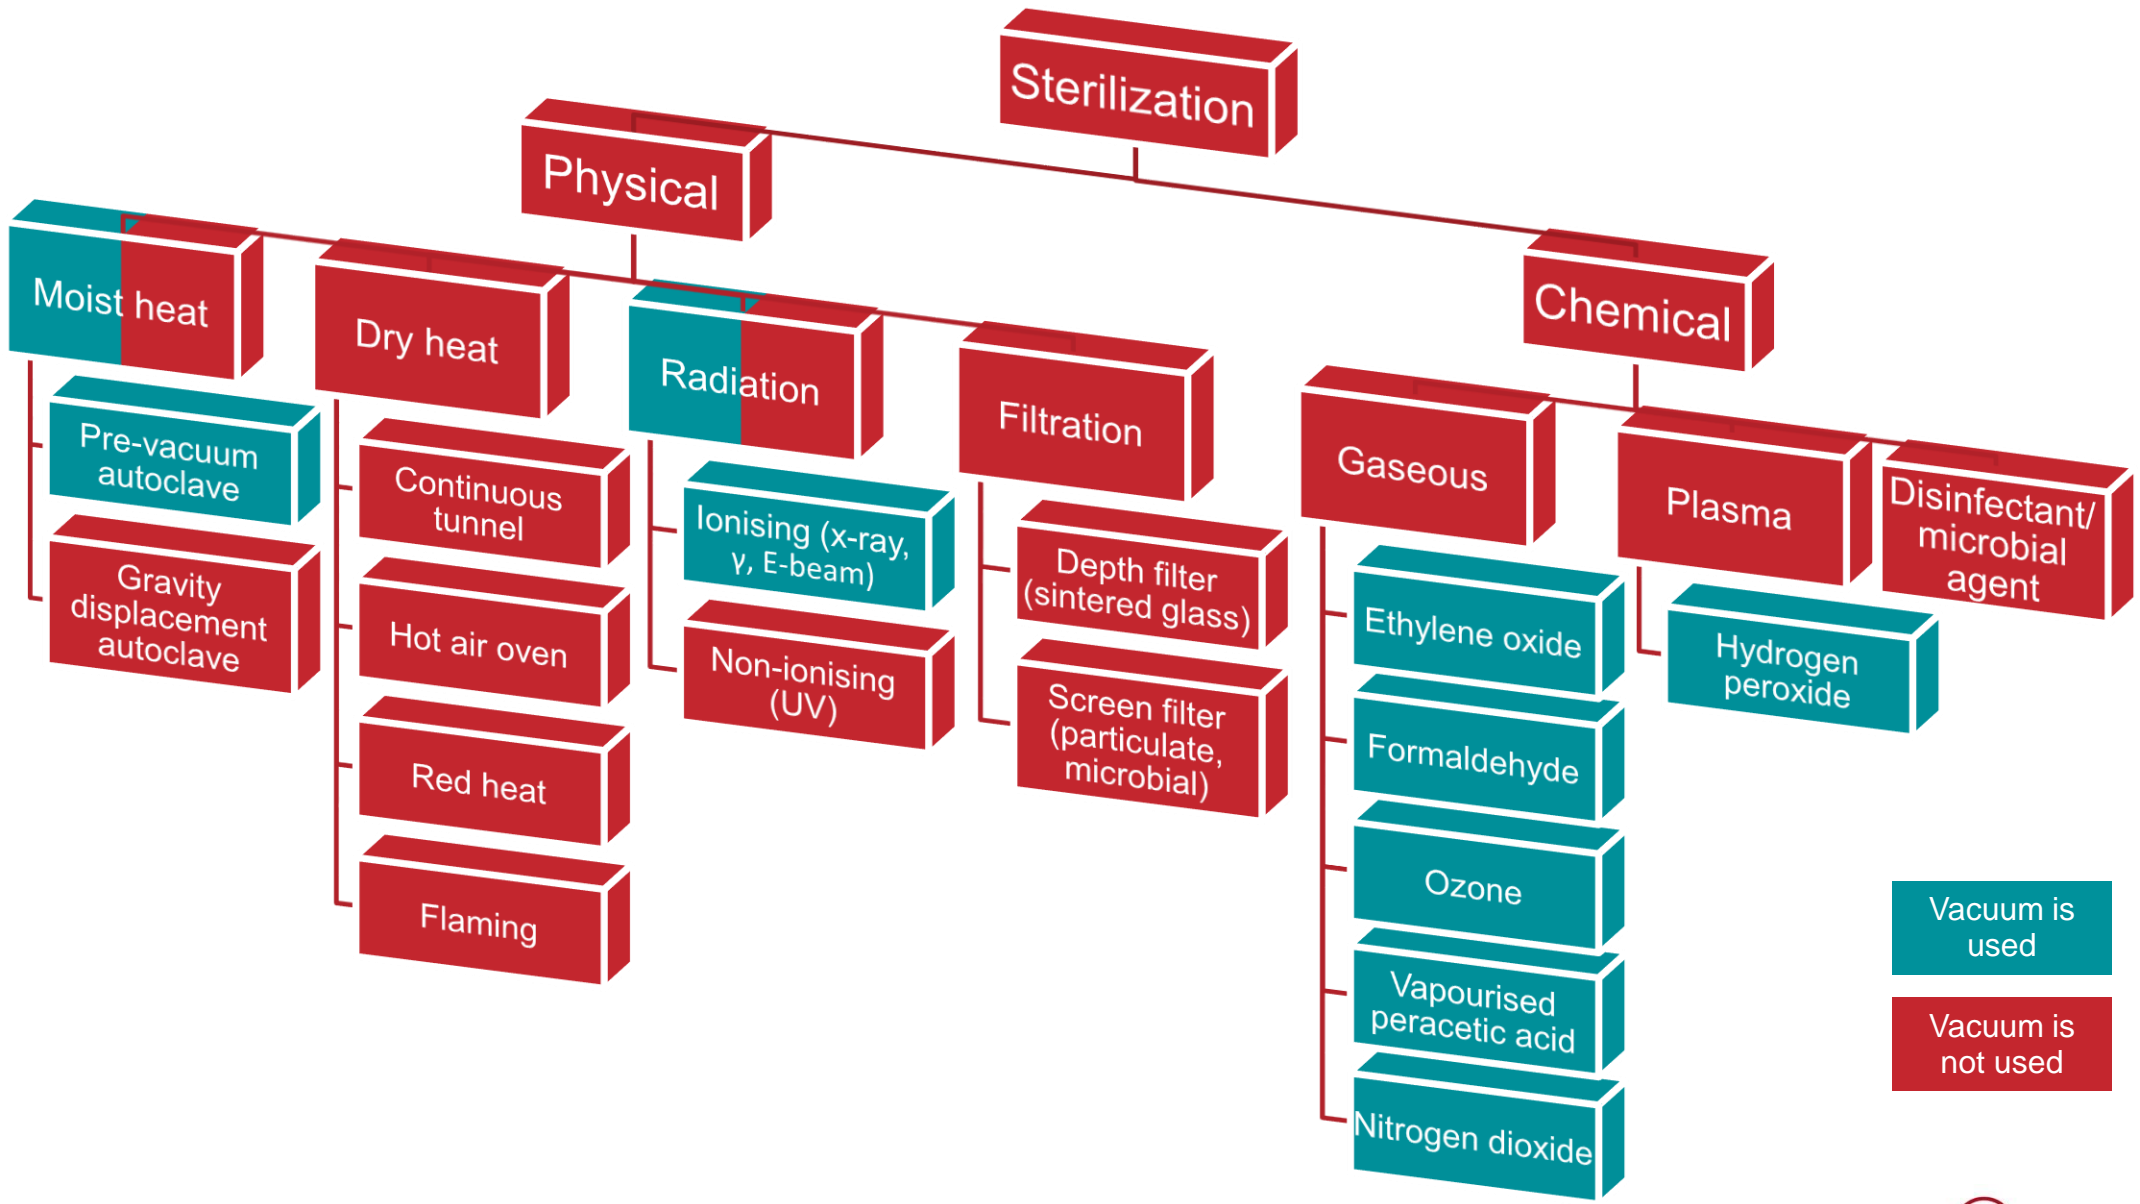 Sterilization
Physical
Chemical
Moist heat
Dry heat
Radiation
Filtration
Gaseous
Plasma
Disinfectant/
microbial
agent
Pre-vacuum
autoclave
Gravity
displacement
autoclave
Continuous
tunnel
Hot air oven
Red heat
Flaming
Ionising (x-ray,
γ, E-beam)
Non-ionising
(UV)
Depth filter
(sintered glass)
Screen filter
(particulate,
microbial)
Ethylene oxide
Formaldehyde
Ozone
Vapourised
peracetic acid
Nitrogen dioxide
Hydrogen
peroxide
Vacuum is
used
Vacuum is
not used